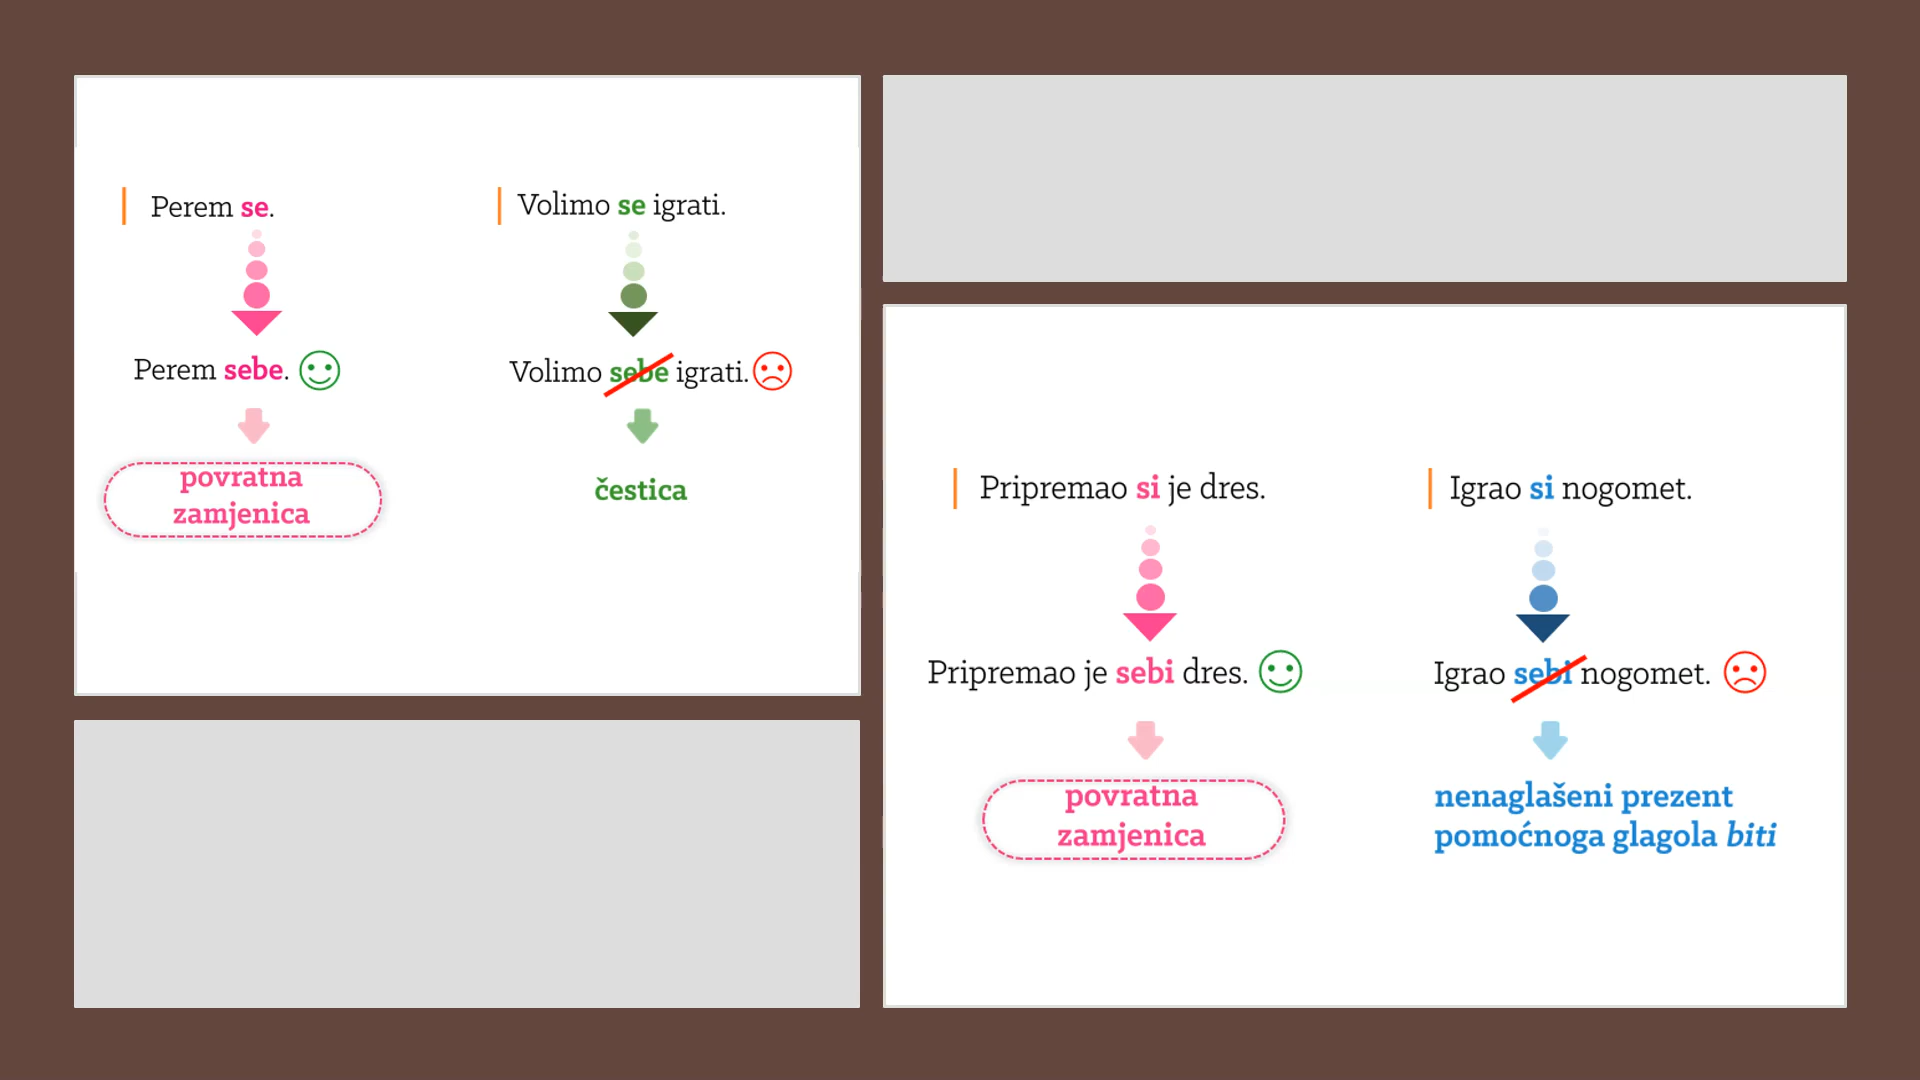 Perem se.
Volimo se igrati.
Perem sebe.
Volimo sebe igrati.
povratna
zamjenica
čestica
Pripremao si je dres.
Igrao si nogomet.
Pripremao je sebi dres.
Igrao sebi nogomet.
povratna
zamjenica
nenaglašeni prezent
pomoćnoga glagola biti